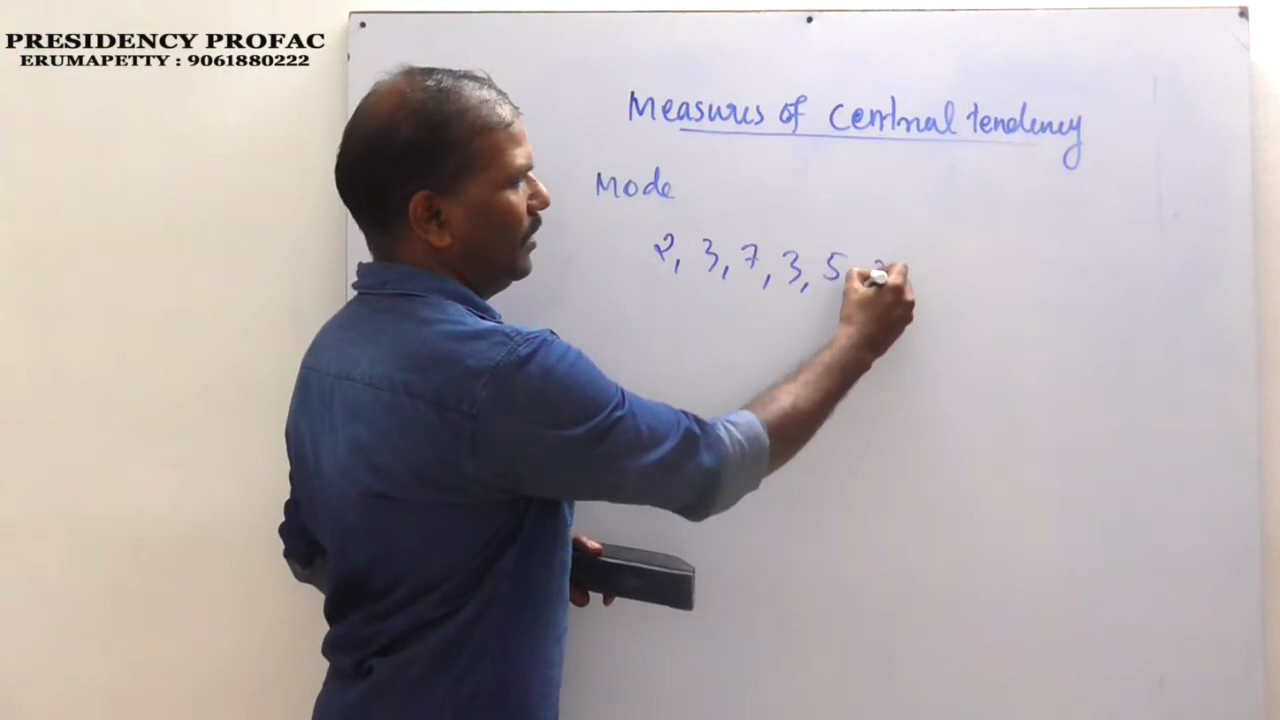 PRESIDENCY PROFAC
ERUMAPETTY : 9061880222
Measures of central tendency
Mode
2, 3, 7, 3, 5